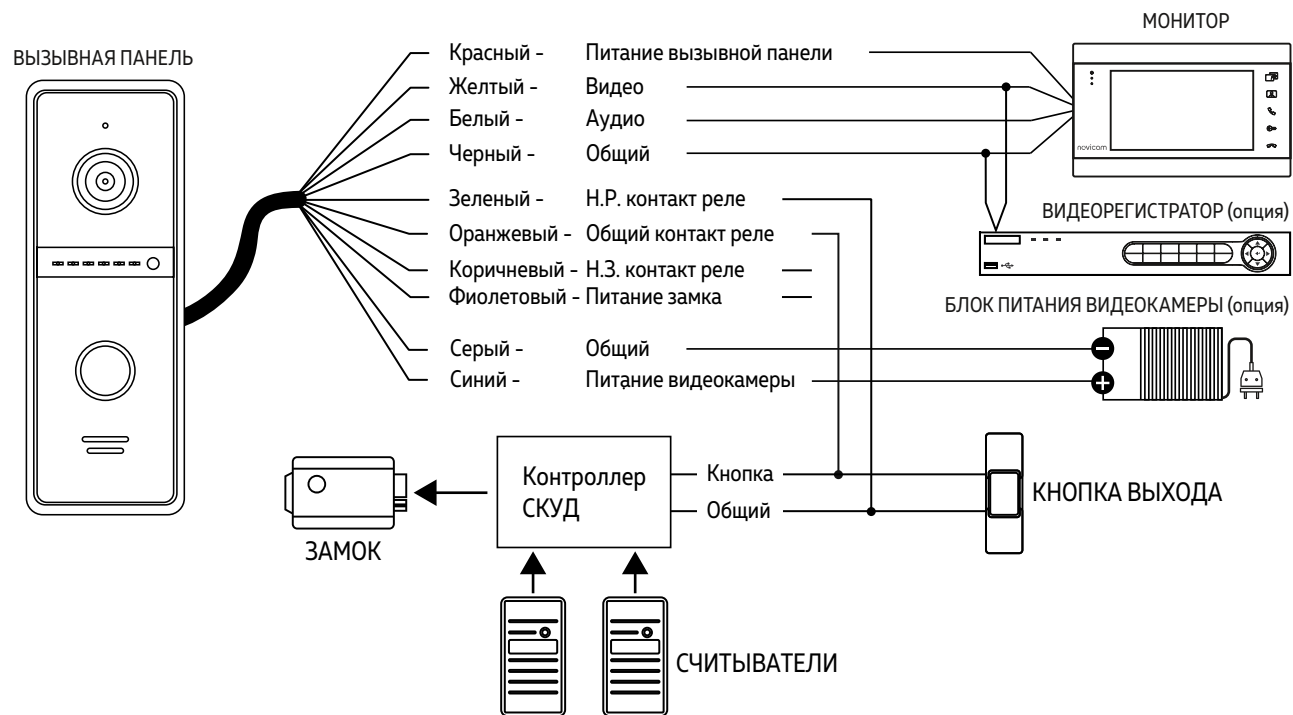 МОНИТОР
ВЫЗЫВНАЯ ПАНЕЛЬ
Красный - Питание вызывной панели
Желтый - Видео
Белый - Аудио
Черный - Общий
novicom
Зеленый - Н.Р. контакт реле
ВИДЕОРЕГИСТРАТОР (опция)
Оранжевый - Общий контакт реле
Коричневый - Н.З. контакт реле
Фиолетовый - Питание замка
БЛОК ПИТАНИЯ ВИДЕОКАМЕРЫ (опция)
Серый - Общий
Синий - Питание видеокамеры
Контроллер
СКУД
Кнопка
Общий
КНОПКА ВЫХОДА
ЗАМОК
СЧИТЫВАТЕЛИ